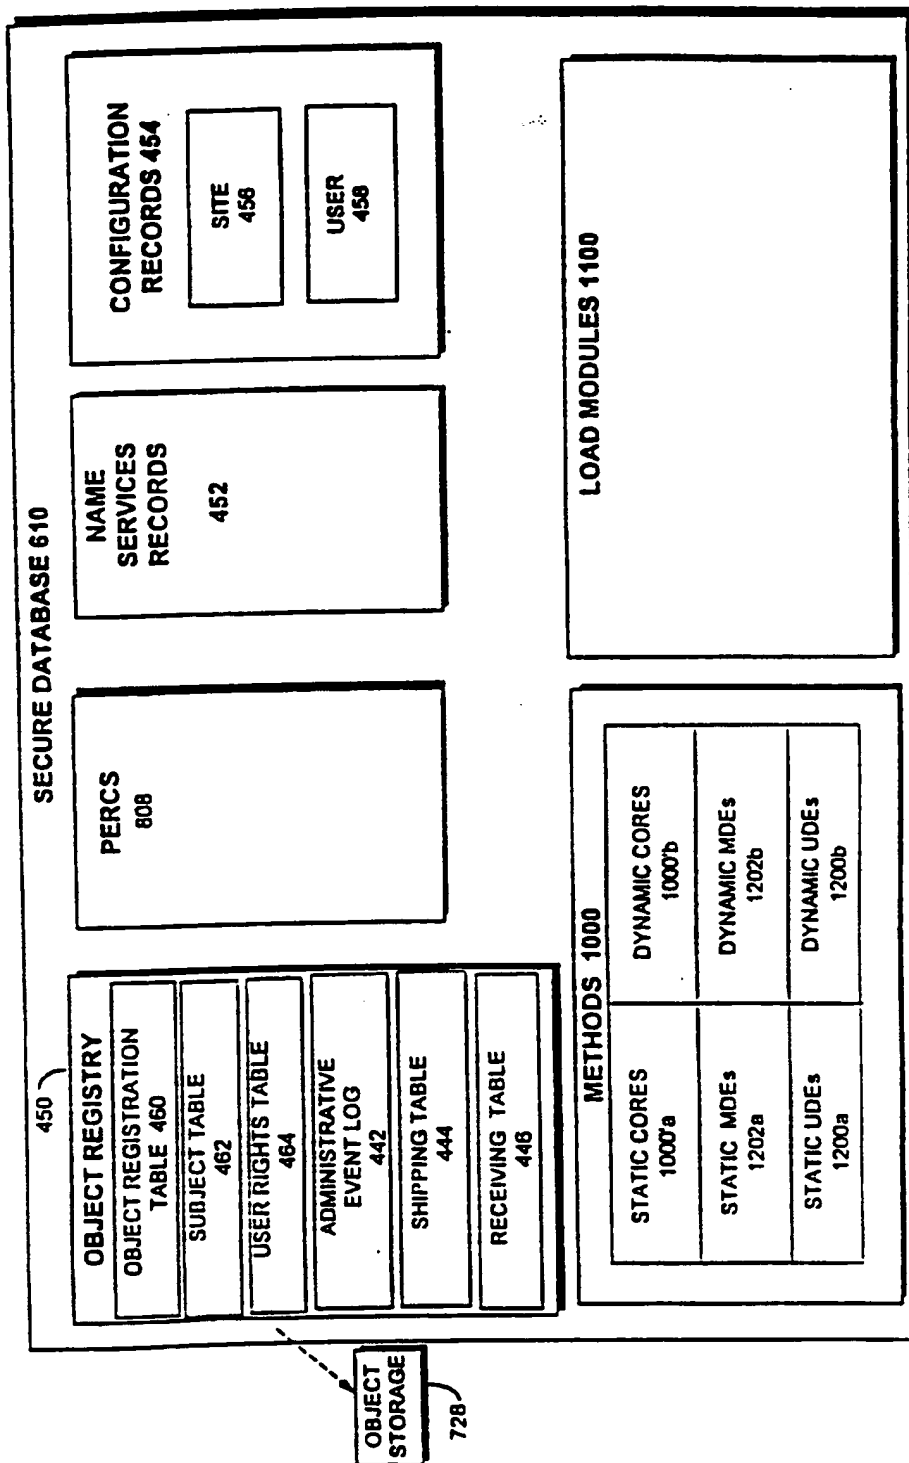 SECURE DATABASE 610
450
OBJECT REGISTRY
OBJECT REGISTRATION
TABLE 460
SUBJECT TABLE
462
USER RIGHTS TABLE
464
ADMINISTRATIVE
EVENT LOG
442
SHIPPING TABLE
444
RECEIVING TABLE
446
PERCS
808
NAME
SERVICES
RECORDS
452
CONFIGURATION
RECORDS 454
SITE
456
USER
458
OBJECT
STORAGE
728
METHODS 1000
STATIC CORES
1000'a
DYNAMIC CORES
1000'b
STATIC MDEs
1202a
DYNAMIC MDEs
1202b
STATIC UDEs
1200a
DYNAMIC UDEs
1200b
LOAD MODULES 1100